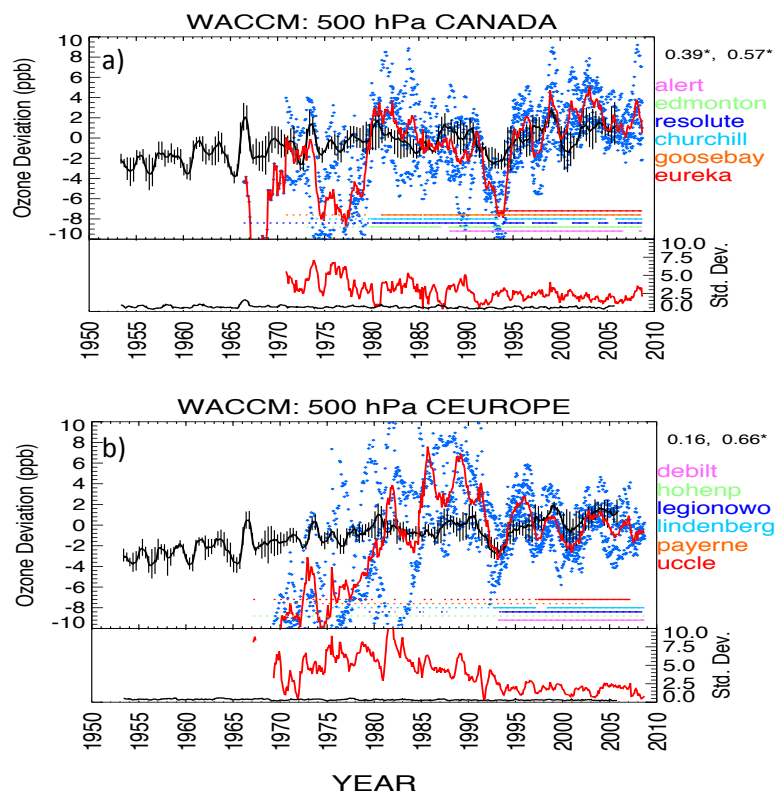 WACCM: 500 hPa CANADA
a)
Ozone Deviation (ppb)
10
8
6
4
2
0
-2
-4
-6
-8
-10
0.39*, 0.57*
alert
edmonton
resolute
churchill
goosebay
eureka
10.0
7.5
5.0
2.5
0.0
Std. Dev.
1950 1955 1960 1965 1970 1975 1980 1985 1990 1995 2000 2005 2010
WACCM: 500 hPa CEUROPE
b)
Ozone Deviation (ppb)
10
8
6
4
2
0
-2
-4
-6
-8
-10
0.16, 0.66*
debilt
hohenp
legionowo
lindenberg
payerne
uccle
10.0
7.5
5.0
2.5
0.0
Std. Dev.
1950 1955 1960 1965 1970 1975 1980 1985 1990 1995 2000 2005 2010
YEAR